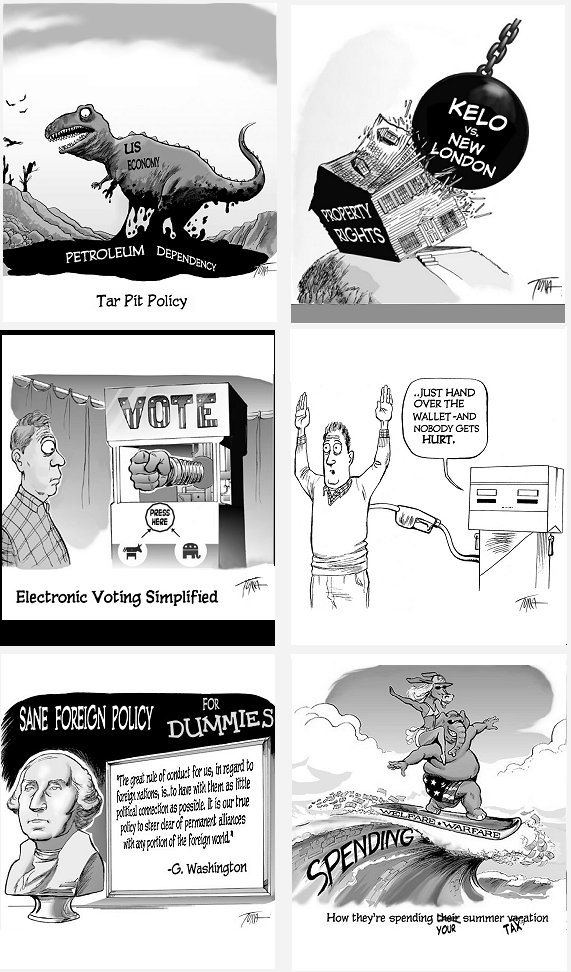 US
ECONOMY
PETROLEUM DEPENDENCY
Tar Pit Policy
KELO
VS.
NEW
LONDON
PROPERTY
RIGHTS
VOTE
PRESS
HERE
Electronic Voting Simplified
..JUST HAND
OVER THE
WALLET-AND
NOBODY GETS
HURT.
SANE FOREIGN POLICY
FOR
DUMMIES
"The great rule of conduct for us, in regard to
foreign nations, is..to have with them as little
political connection as possible. It is our true
policy to steer clear of permanent alliances
with any portion of the foreign world."
-G. Washington
WELFARE WARFARE
SPENDING
How they're spending their summer vacation
YOUR TAX